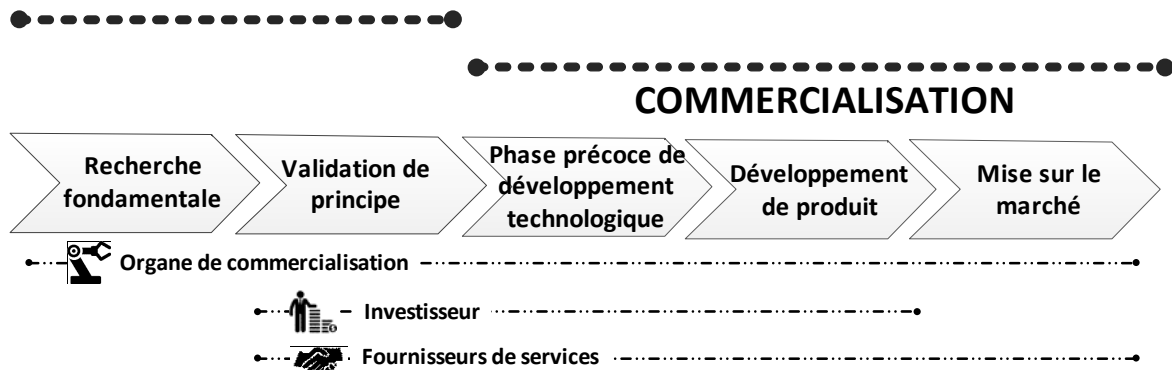 COMMERCIALISATION
Recherche
fondamentale
Validation de
principe
Phase précoce de
développement
technologique
Développement
de produit
Mise sur le
marché
Organe de commercialisation
Investisseur
Fournisseurs de services